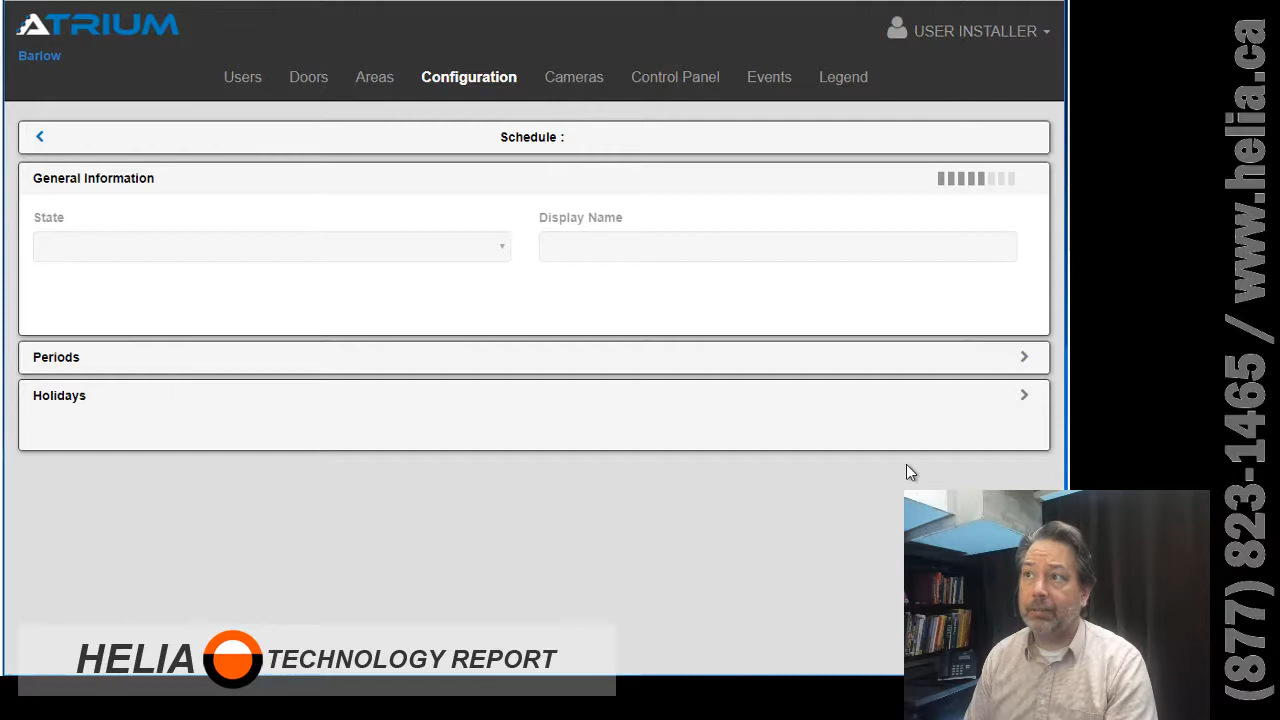 ATRIUM
Barlow
USER INSTALLER
Users Doors Areas Configuration Cameras Control Panel Events Legend
Schedule :
General Information
State
Display Name
Periods
Holidays
HELIA TECHNOLOGY REPORT
(877) 823-1465 / www.helia.ca